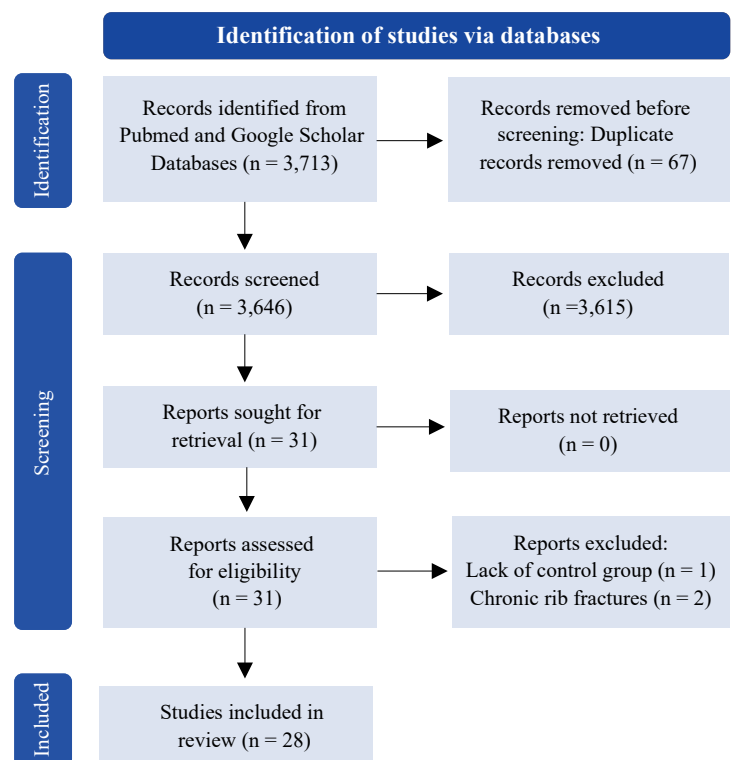 Identification of studies via databases
Identification
Records identified from
Pubmed and Google Scholar
Databases (n = 3,713)
Records removed before
screening: Duplicate
records removed (n = 67)
Screening
Records screened
(n = 3,646)
Records excluded
(n =3,615)
Reports sought for
retrieval (n = 31)
Reports not retrieved
(n = 0)
Reports assessed
for eligibility
(n = 31)
Reports excluded:
Lack of control group (n = 1)
Chronic rib fractures (n = 2)
Included
Studies included in
review (n = 28)